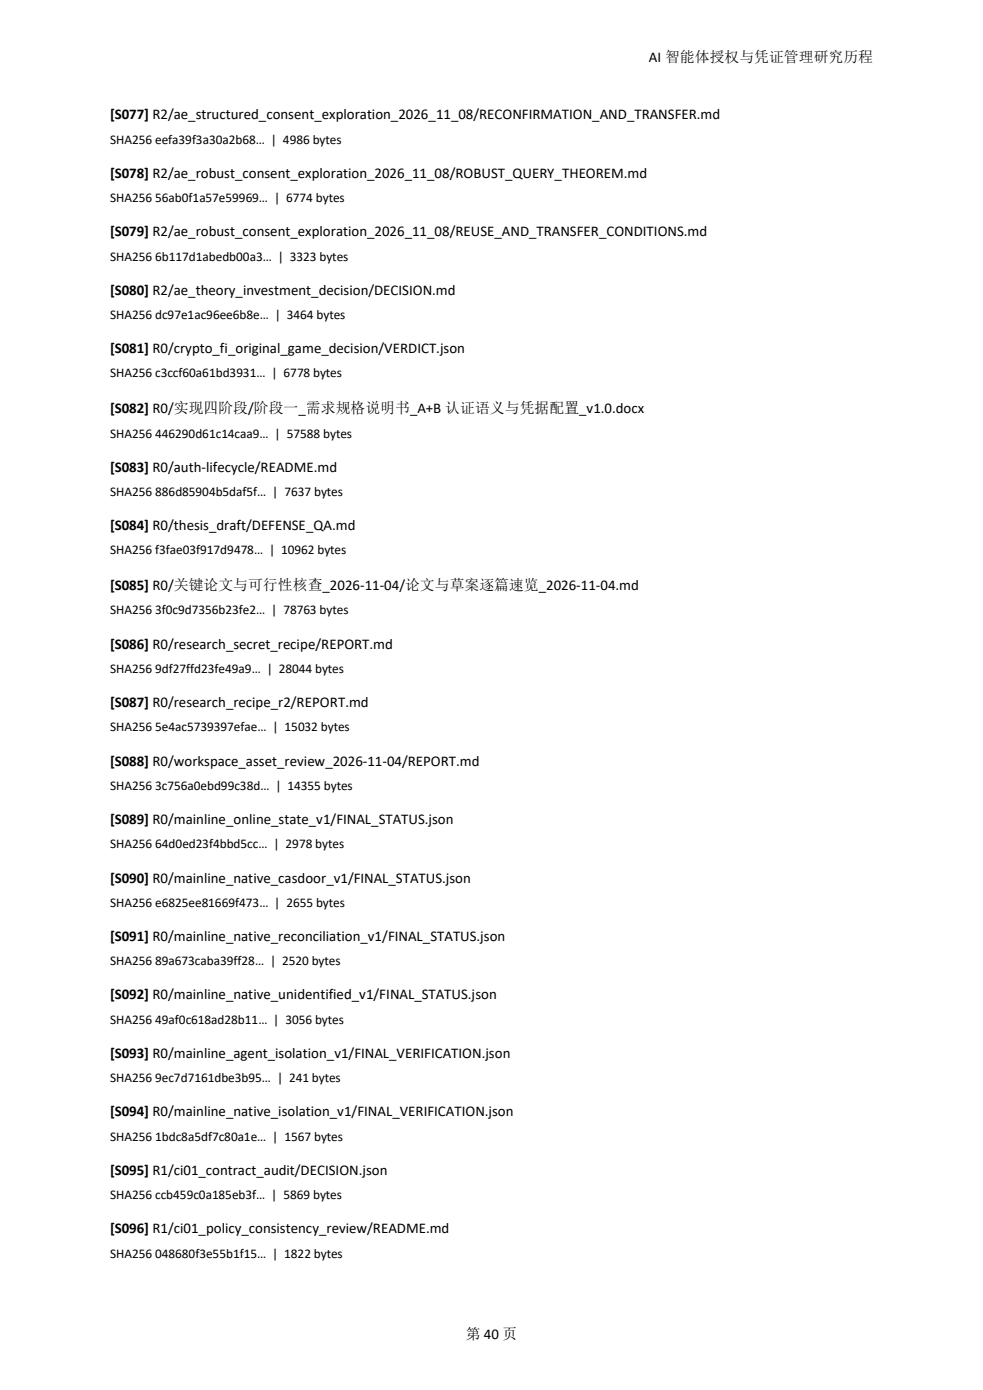 AI 智能体授权与凭证管理研究历程
[S077] R2/ae_structured_consent_exploration_2026_11_08/RECONFIRMATION_AND_TRANSFER.md
SHA256 eefa39f3a30a2b68... | 4986 bytes
[S078] R2/ae_robust_consent_exploration_2026_11_08/ROBUST_QUERY_THEOREM.md
SHA256 56ab0f1a57e59969... | 6774 bytes
[S079] R2/ae_robust_consent_exploration_2026_11_08/REUSE_AND_TRANSFER_CONDITIONS.md
SHA256 6b117d1abedb00a3... | 3323 bytes
[S080] R2/ae_theory_investment_decision/DECISION.md
SHA256 dc97e1ac96ee6b8e... | 3464 bytes
[S081] R0/crypto_fi_original_game_decision/VERDICT.json
SHA256 c3ccf60a61bd3931... | 6778 bytes
[S082] R0/实现四阶段/阶段一_需求规格说明书_A+B 认证语义与凭据配置_v1.0.docx
SHA256 446290d61c14caa9... | 57588 bytes
[S083] R0/auth-lifecycle/README.md
SHA256 886d85904b5daf5f... | 7637 bytes
[S084] R0/thesis_draft/DEFENSE_QA.md
SHA256 f3fae03f917d9478... | 10962 bytes
[S085] R0/关键论文与可行性核查_2026-11-04/论文与草案逐篇速览_2026-11-04.md
SHA256 3f0c9d7356b23fe2... | 78763 bytes
[S086] R0/research_secret_recipe/REPORT.md
SHA256 9df27ffd23fe49a9... | 28044 bytes
[S087] R0/research_recipe_r2/REPORT.md
SHA256 5e4ac5739397efae... | 15032 bytes
[S088] R0/workspace_asset_review_2026-11-04/REPORT.md
SHA256 3c756a0ebd99c38d... | 14355 bytes
[S089] R0/mainline_online_state_v1/FINAL_STATUS.json
SHA256 64d0ed23f4bbd5cc... | 2978 bytes
[S090] R0/mainline_native_casdoor_v1/FINAL_STATUS.json
SHA256 e6825ee81669f473... | 2655 bytes
[S091] R0/mainline_native_reconciliation_v1/FINAL_STATUS.json
SHA256 89a673caba39ff28... | 2520 bytes
[S092] R0/mainline_native_unidentified_v1/FINAL_STATUS.json
SHA256 49af0c618ad28b11... | 3056 bytes
[S093] R0/mainline_agent_isolation_v1/FINAL_VERIFICATION.json
SHA256 9ec7d7161dbe3b95... | 241 bytes
[S094] R0/mainline_native_isolation_v1/FINAL_VERIFICATION.json
SHA256 1bdc8a5df7c80a1e... | 1567 bytes
[S095] R1/ci01_contract_audit/DECISION.json
SHA256 ccb459c0a185eb3f... | 5869 bytes
[S096] R1/ci01_policy_consistency_review/README.md
SHA256 048680f3e55b1f15... | 1822 bytes
第 40 页